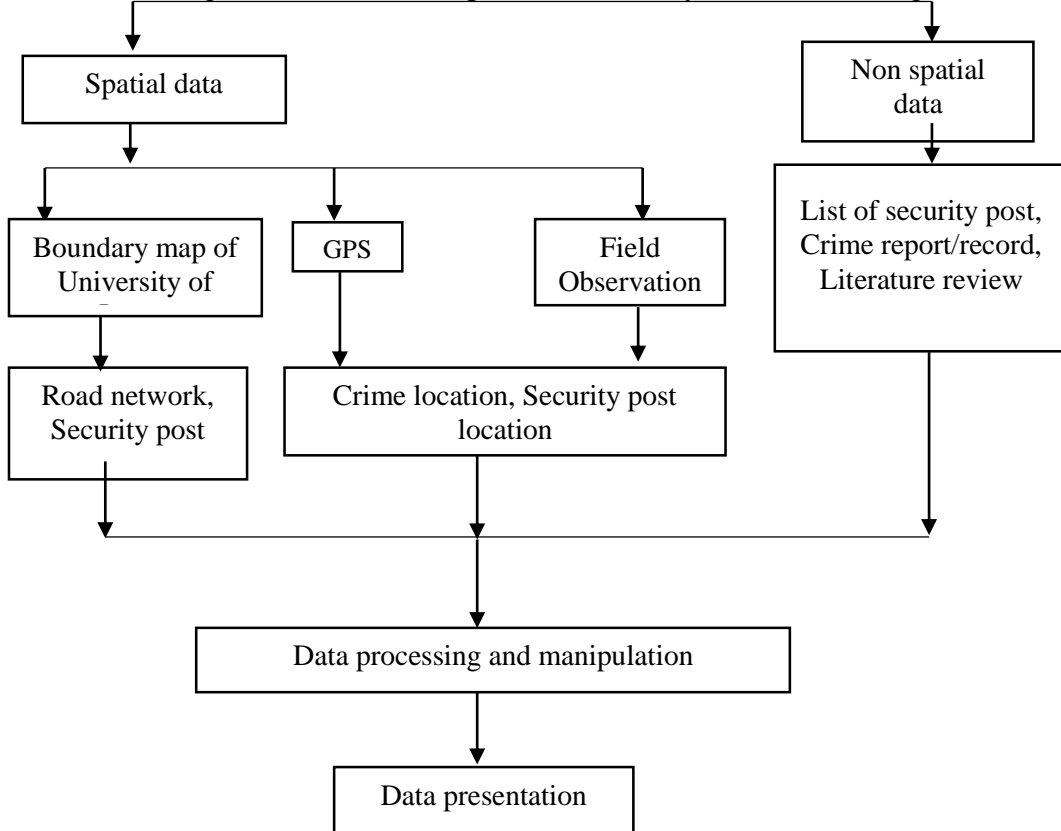 Spatial data
Non spatial
data
Boundary map of
University of
GPS
Field
Observation
List of security post,
Crime report/record,
Literature review
Road network,
Security post
Crime location, Security post
location
Data processing and manipulation
Data presentation